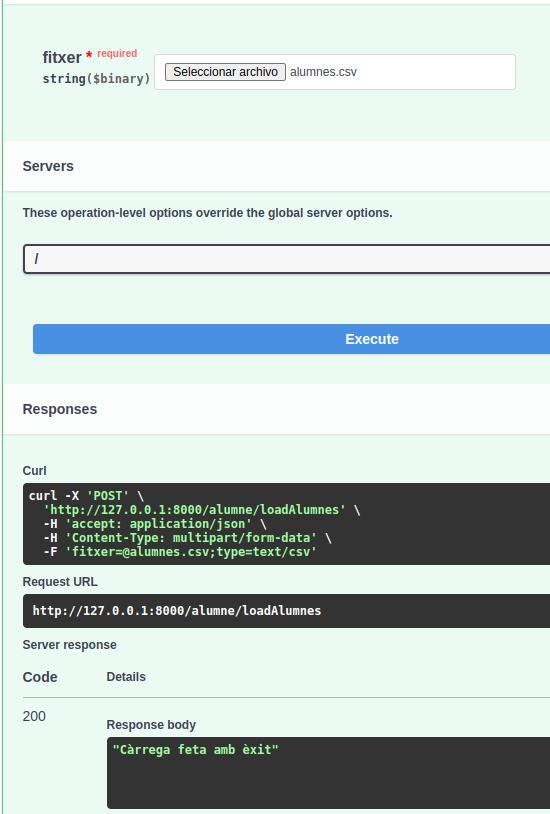 fitxer * required
string($binary)
Seleccionar archivo alumnes.csv
Servers
These operation-level options override the global server options.
/
Execute
Responses
Curl
curl -X 'POST' \
  'http://127.0.0.1:8000/alumne/loadAlumnes' \
  -H 'accept: application/json' \
  -H 'Content-Type: multipart/form-data' \
  -F 'fitxer=@alumnes.csv;type=text/csv'
Request URL
http://127.0.0.1:8000/alumne/loadAlumnes
Server response
Code Details
200
Response body
"Càrrega feta amb èxit"